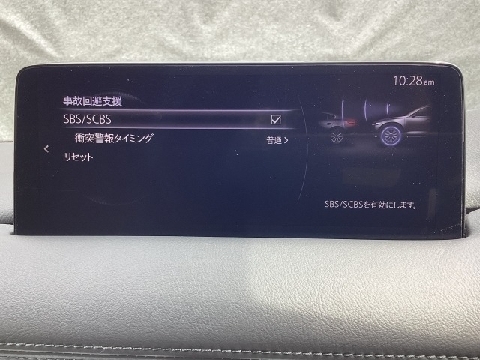 10:28am
事故回避支援
SBS/SCBS
衝突警報タイミング 普通 >
リセット
SBS/SCBSを有効にします。